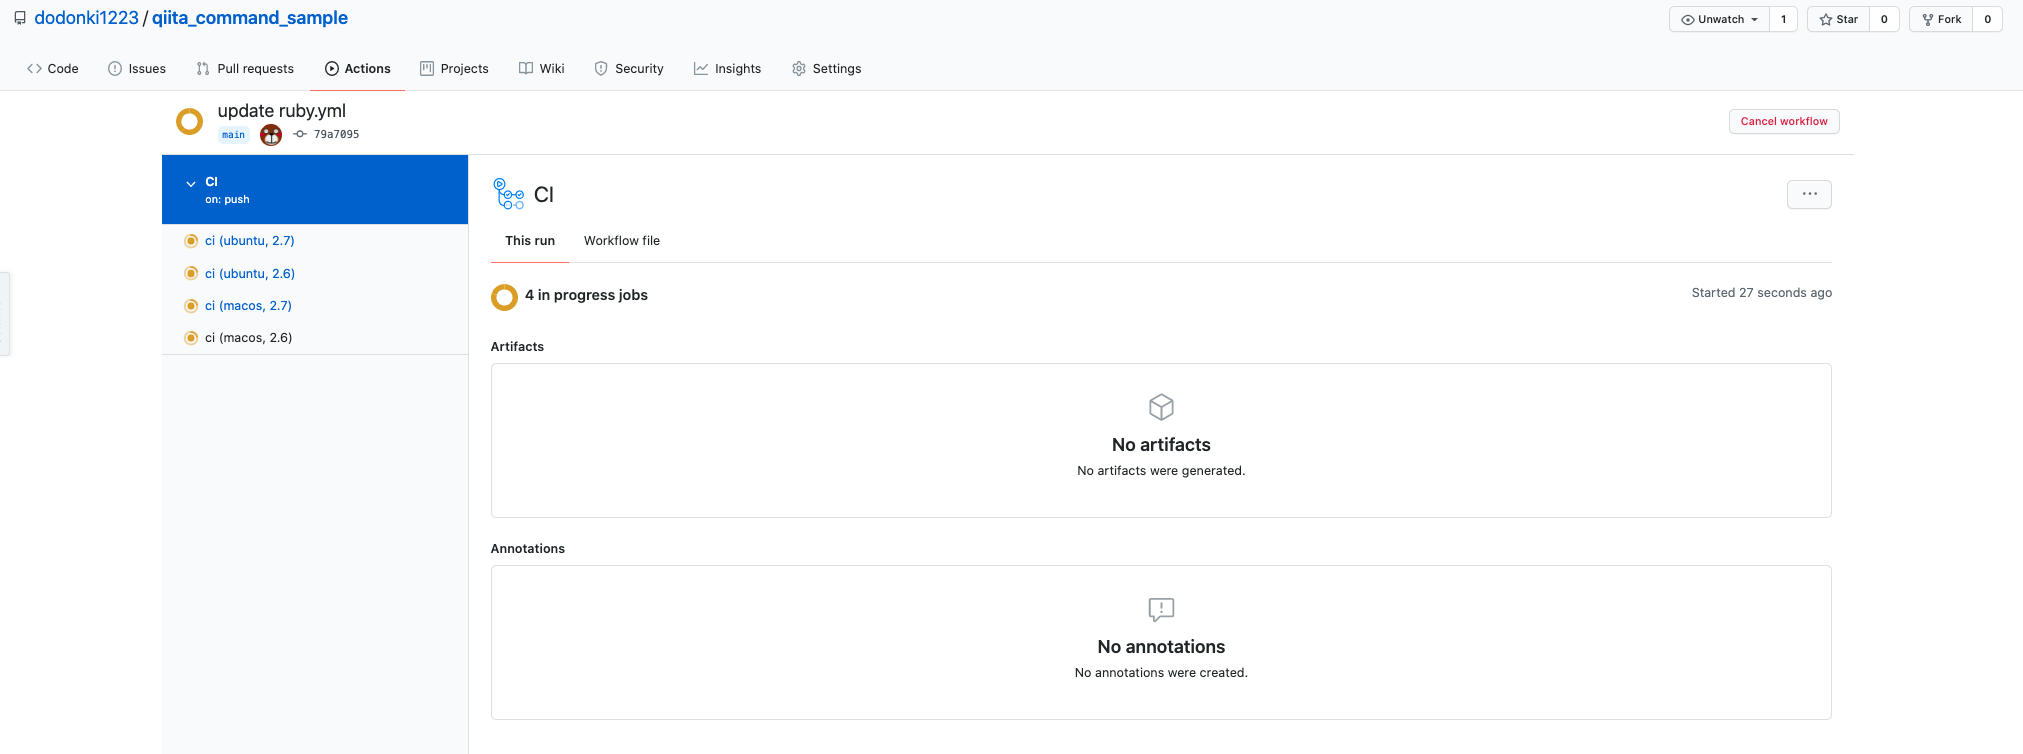 dodonki1223 / qiita_command_sample
Unwatch 1 Star 0 Fork 0
Code Issues Pull requests Actions Projects Wiki Security Insights Settings
update ruby.yml
main 79a7095
Cancel workflow
CI
on: push
ci (ubuntu, 2.7)
ci (ubuntu, 2.6)
ci (macos, 2.7)
ci (macos, 2.6)
CI
This run Workflow file
4 in progress jobs
Started 27 seconds ago
Artifacts
No artifacts
No artifacts were generated.
Annotations
No annotations
No annotations were created.